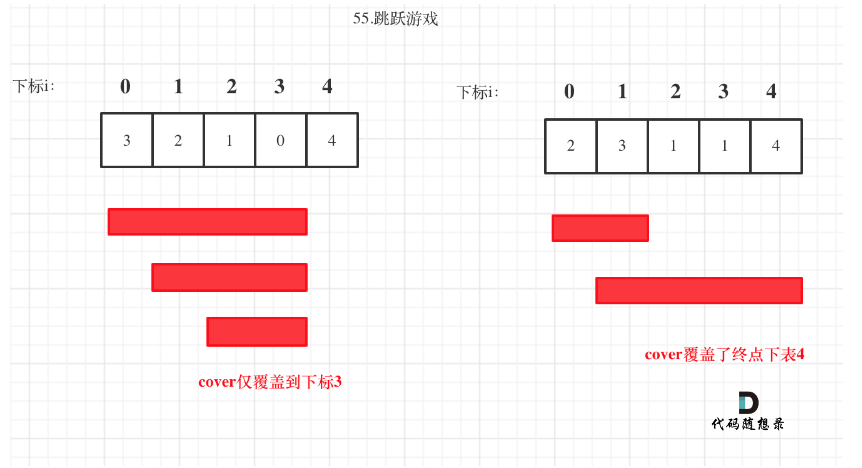 55.跳跃游戏
下标i:
0 1 2 3 4
3 2 1 0 4
cover仅覆盖到下标3
下标i:
0 1 2 3 4
2 3 1 1 4
cover覆盖了终点下表4
代码随想录